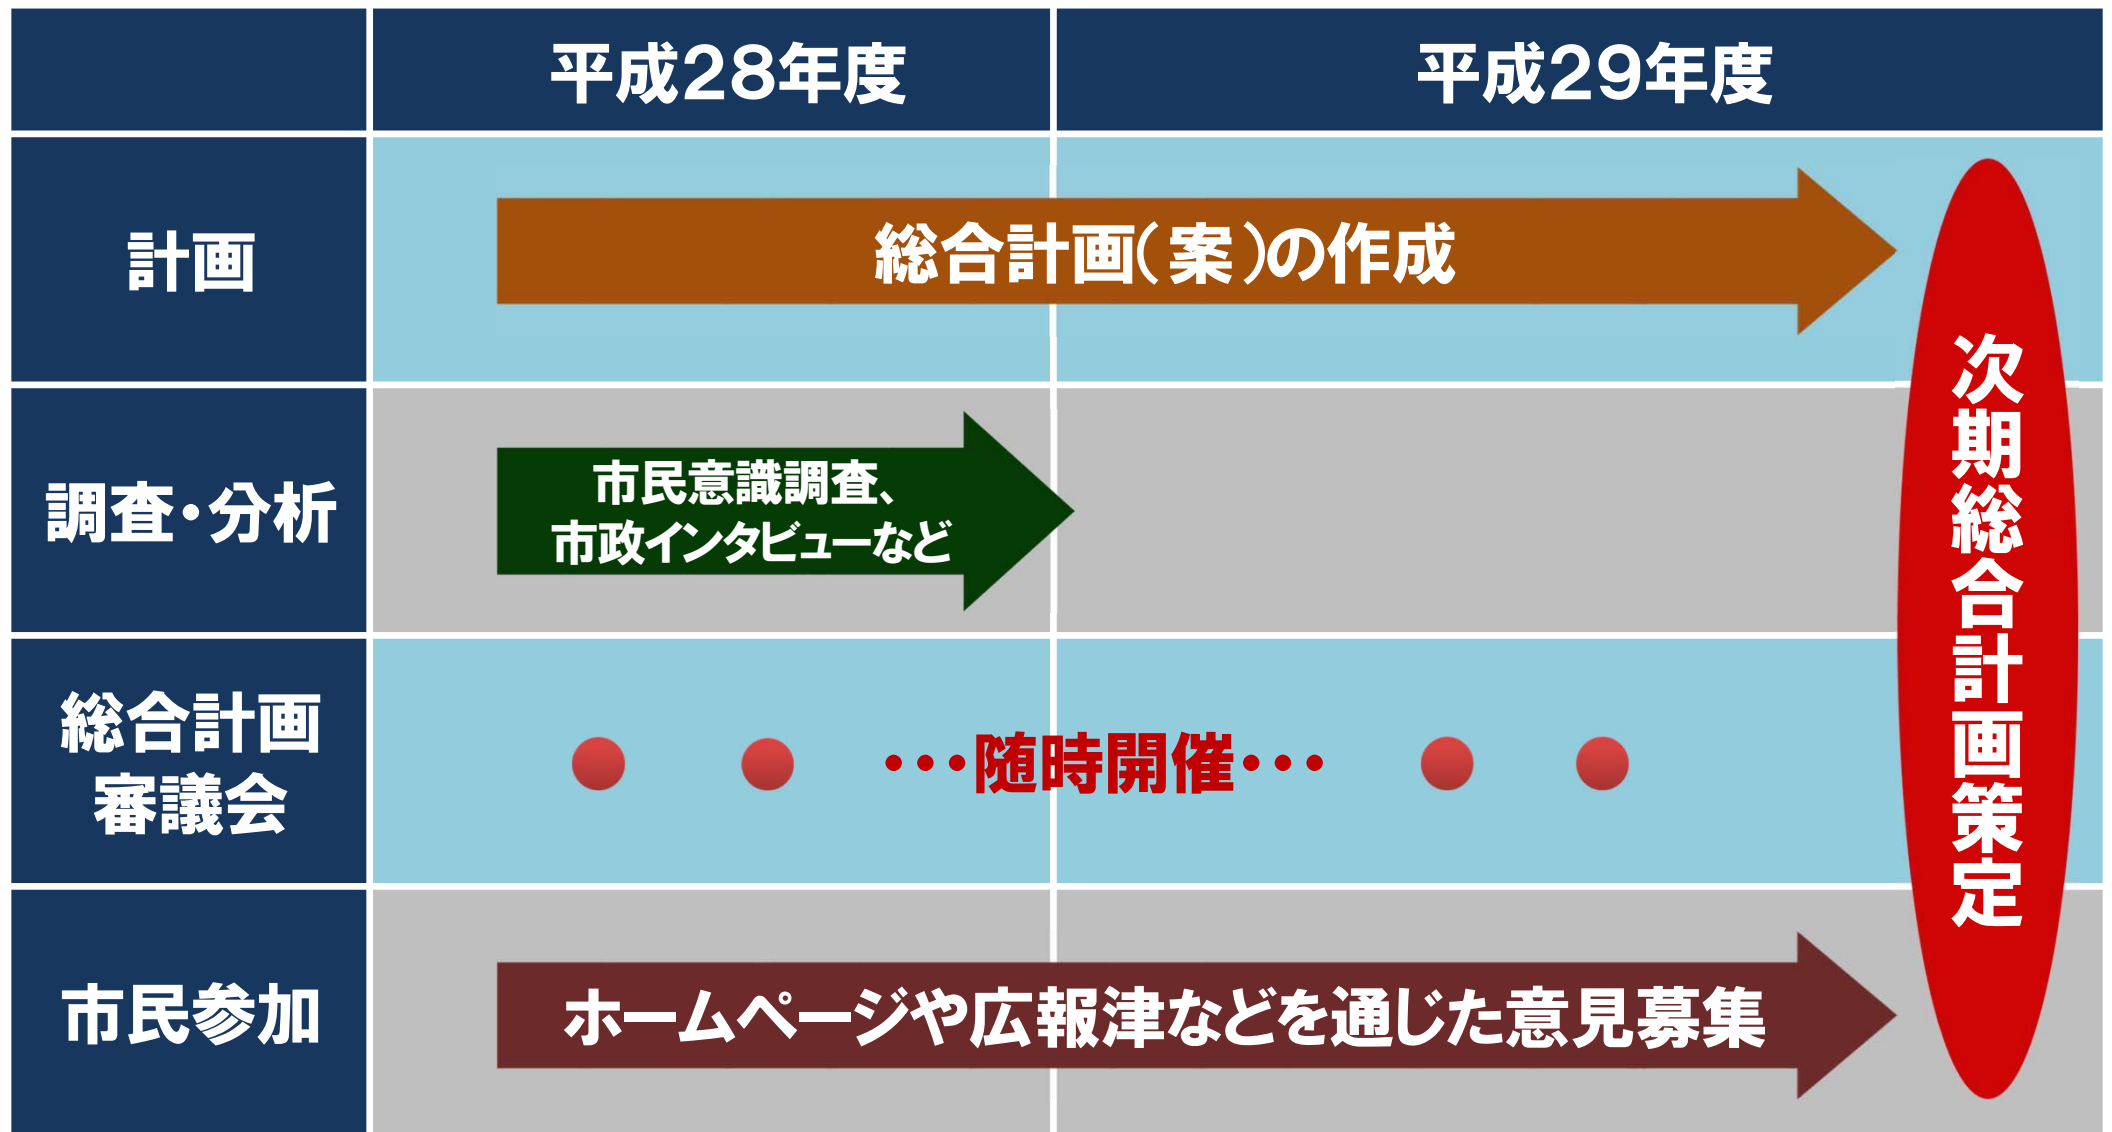 平成28年度
平成29年度
計画
総合計画(案)の作成
調査・分析
市民意識調査、
市政インタビューなど
総合計画
審議会
・・・随時開催・・・
市民参加
ホームページや広報津などを通じた意見募集
次期総合計画策定